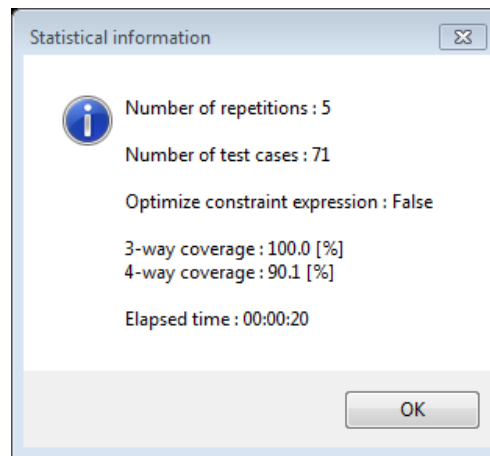 Statistical information
Number of repetitions : 5
Number of test cases : 71
Optimize constraint expression : False
3-way coverage : 100.0 [%]
4-way coverage : 90.1 [%]
Elapsed time : 00:00:20
OK